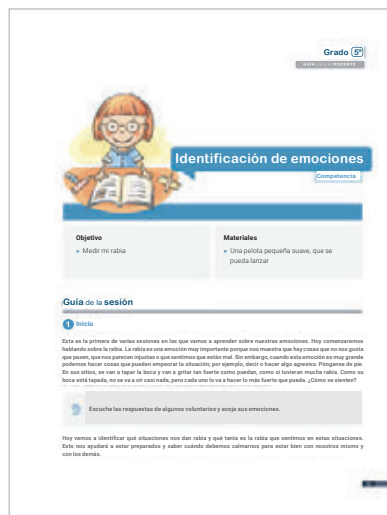 Grado 5º
GUÍA PARA EL DOCENTE
Identificación de emociones
Competencia
Objetivo
• Medir mi rabia
Materiales
• Una pelota pequeña suave, que se
pueda lanzar
Guía de la sesión
1 Inicio
Esta es la primera de varias sesiones en las que vamos a aprender sobre nuestras emociones. Hoy comenzaremos
hablando sobre la rabia. La rabia es una emoción muy importante porque nos muestra que hay cosas que no nos gusta
que pasen, que nos parecen injustas o que sentimos que están mal. Sin embargo, cuando esta emoción es muy grande
podemos hacer cosas que pueden empeorar la situación; por ejemplo, decir o hacer algo agresivo. Pónganse de pie.
En sus sitios, se van a tapar la boca y van a gritar tan fuerte como puedan, como si tuvieran mucha rabia. Como su
boca está tapada, no se va a oír casi nada, pero cada uno lo va a hacer lo más fuerte que pueda. ¿Cómo se sienten?
Escuche las respuestas de algunos voluntarios y acoja sus emociones.
Hoy vamos a identificar qué situaciones nos dan rabia y qué tanta es la rabia que sentimos en estas situaciones.
Esto nos ayudará a estar preparados y saber cuándo debemos calmarnos para estar bien con nosotros mismo y
con los demás.